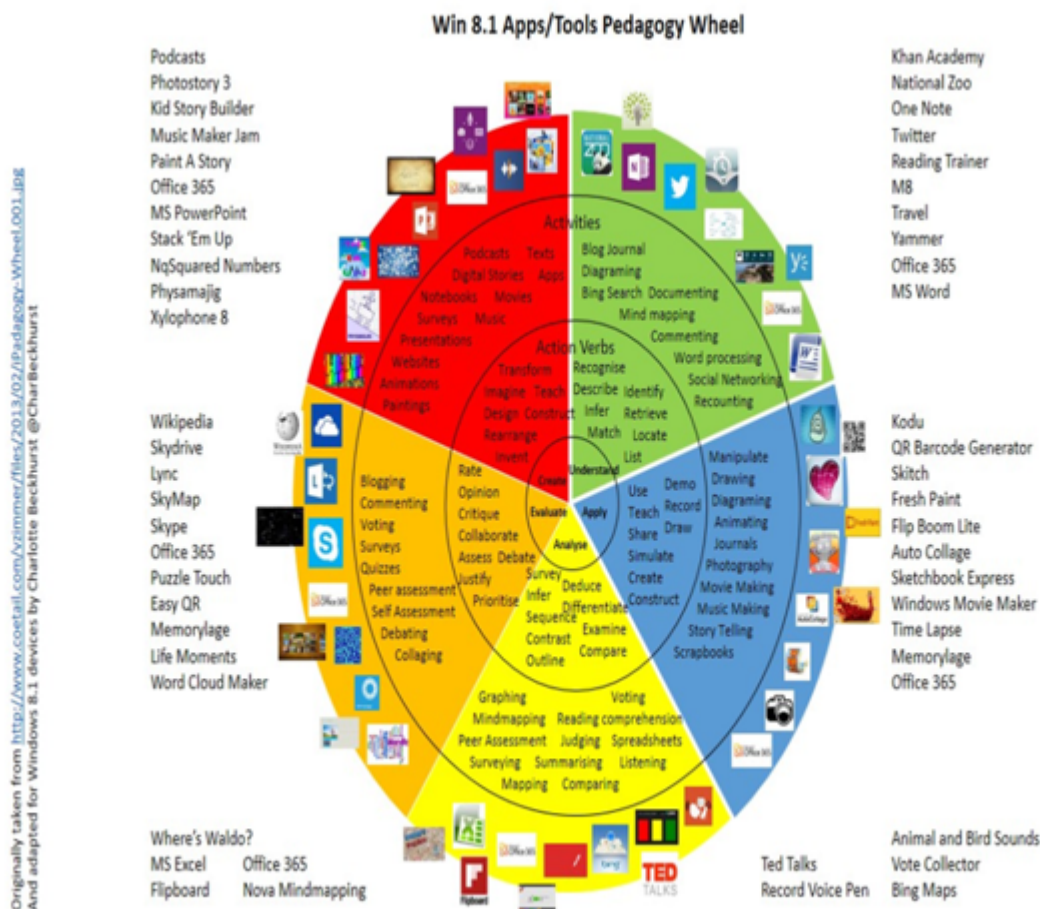 Win 8.1 Apps/Tools Pedagogy Wheel
Podcasts
Photostory 3
Kid Story Builder
Music Maker Jam
Paint A Story
Office 365
MS PowerPoint
Stack 'Em Up
NqSquared Numbers
Physamajig
Xylophone 8
Khan Academy
National Zoo
One Note
Twitter
Reading Trainer
M8
Travel
Yammer
Office 365
MS Word
Activities
Podcasts Texts
Digital Stories Apps
Notebooks Movies
Surveys Music
Presentations
Websites
Animations
Paintings
Blog Journal
Diagraming
Bing Search Documenting
Mind mapping
Commenting
Word processing
Social Networking
Recounting
Action Verbs
Transform
Imagine Teach
Design Construct
Rearrange
Invent
Recognise
Describe Identify
Infer Retrieve
Match Locate
List
Create
Understand
Evaluate
Apply
Analyse
Wikipedia
Skydrive
Lync
SkyMap
Skype
Office 365
Puzzle Touch
Easy QR
Memorylage
Life Moments
Word Cloud Maker
Blogging
Commenting
Voting
Surveys
Quizzes
Peer assessment
Self Assessment
Debating
Collaging
Rate
Opinion
Critique
Collaborate
Assess Debate
Justify
Prioritise
Use Demo
Teach Record
Share Draw
Simulate
Create
Construct
Manipulate
Drawing
Diagraming
Animating
Journals
Photography
Movie Making
Music Making
Story Telling
Scrapbooks
Kodu
QR Barcode Generator
Skitch
Fresh Paint
Flip Boom Lite
Auto Collage
Sketchbook Express
Windows Movie Maker
Time Lapse
Memorylage
Office 365
Survey Deduce
Infer Differentiate
Sequence Examine
Contrast Compare
Outline
Graphing Voting
Mindmapping Reading comprehension
Peer Assessment Judging Spreadsheets
Surveying Summarising Listening
Mapping Comparing
Where's Waldo?
MS Excel Office 365
Flipboard Nova Mindmapping
Animal and Bird Sounds
Ted Talks Vote Collector
Record Voice Pen Bing Maps
Office 365
Office 365
Office 365
Office 365
Office 365
bing
Flipboard
TED
TALKS
Originally taken from http://www.coetail.com/vzimmer/files/2013/02/iPadagogy-Wheel.001.jpg
And adapted for Windows 8.1 devices by Charlotte Beckhurst @CharBeckhurst